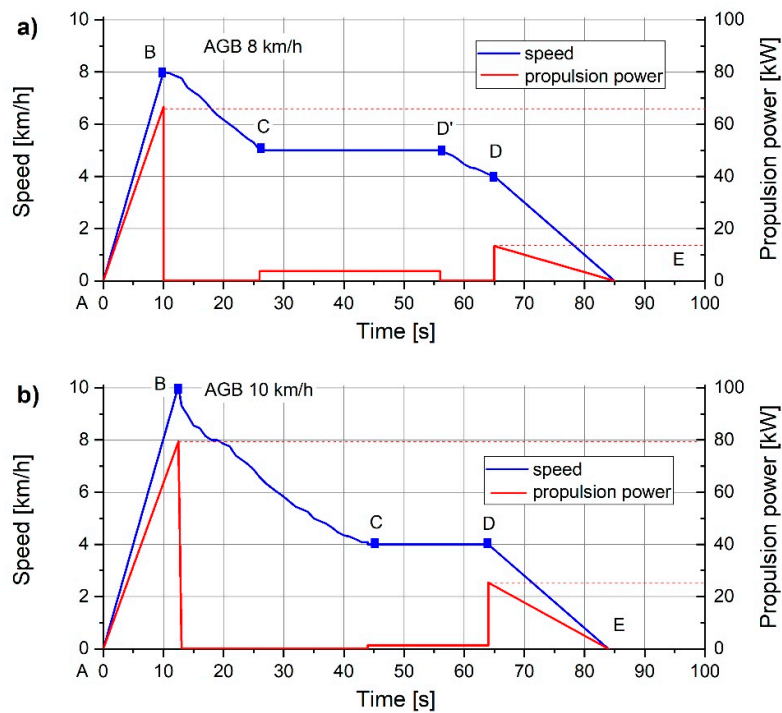 a)
AGB 8 km/h
speed
propulsion power
Speed [km/h]
10
8
6
4
2
0
Propulsion power [kW]
100
80
60
40
20
0
A
B
C
D'
D
E
0 10 20 30 40 50 60 70 80 90 100
Time [s]
b)
AGB 10 km/h
speed
propulsion power
Speed [km/h]
10
8
6
4
2
0
Propulsion power [kW]
100
80
60
40
20
0
A
B
C
D
E
0 10 20 30 40 50 60 70 80 90 100
Time [s]